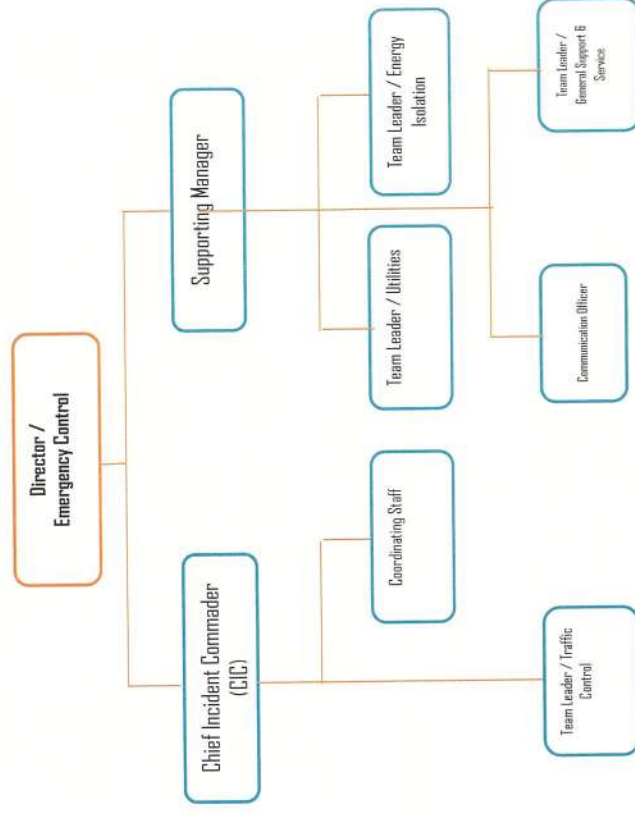 Director /
Emergency Control
Chief Incident Commader
(CIC)
Supporting Manager
Coordinating Staff
Team Leader / Utilities
Team Leader / Energy
Isolation
Team Leader / Traffic
Control
Communication Officer
Team Leader /
General Support &
Service